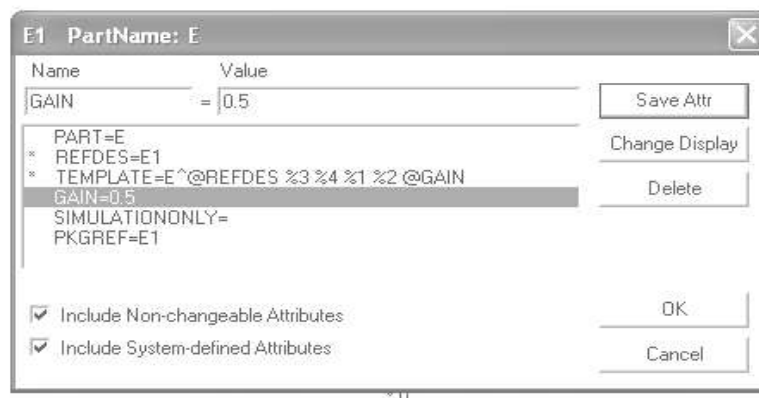 E1 PartName: E
Name Value
GAIN = 0.5
Save Attr
PART=E
* REFDES=E1
* TEMPLATE=E^@REFDES %3 %4 %1 %2 @GAIN
GAIN=0.5
SIMULATIONONLY=
PKGREF=E1
Change Display
Delete
Include Non-changeable Attributes
Include System-defined Attributes
OK
Cancel